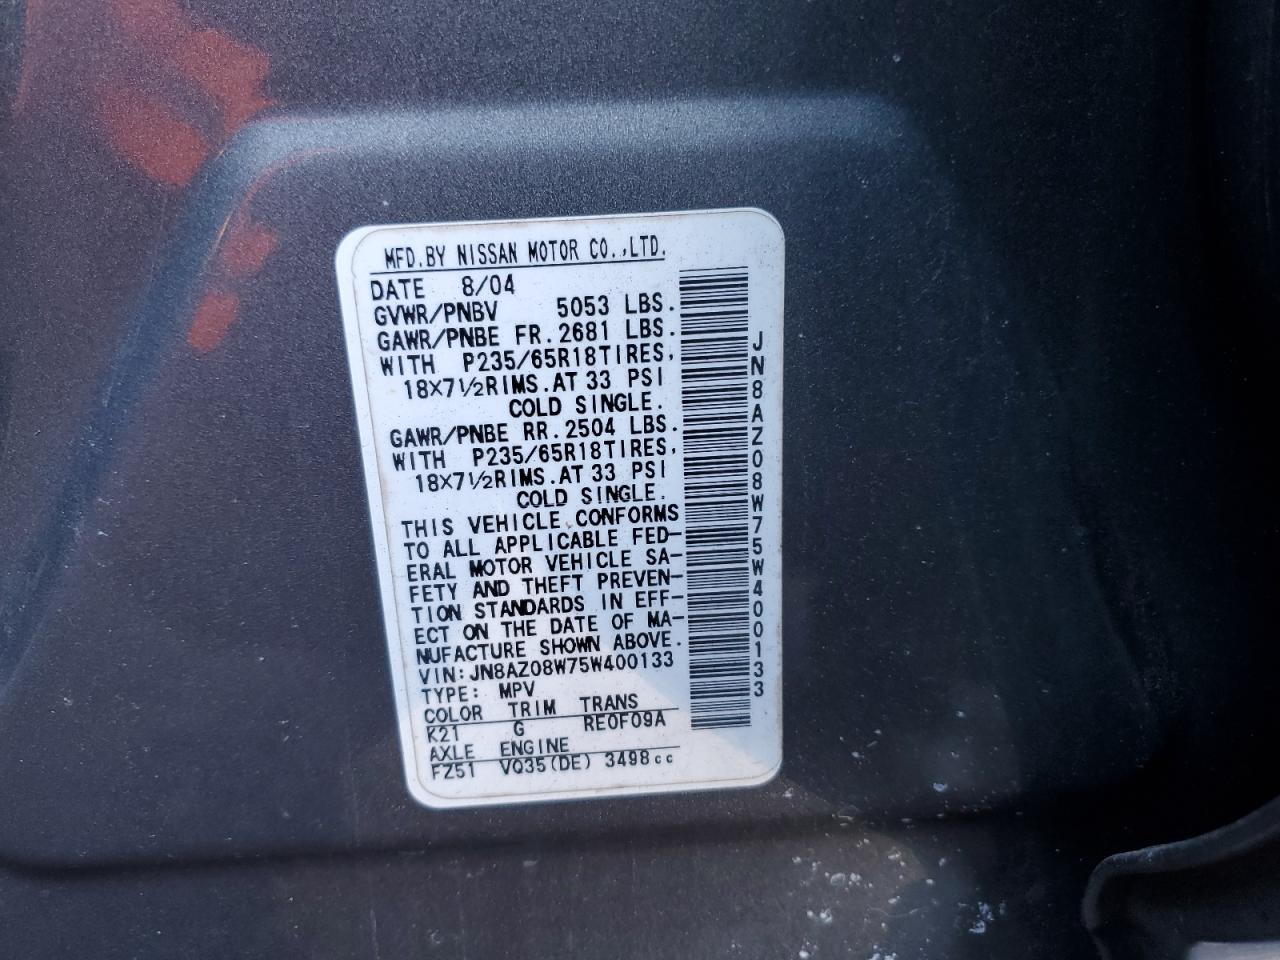 MFD.BY NISSAN MOTOR CO.,LTD.
DATE 8/04
GVWR/PNBV 5053 LBS.
GAWR/PNBE FR.2681 LBS.
WITH P235/65R18TIRES,
18X7½RIMS.AT 33 PSI
COLD SINGLE.
GAWR/PNBE RR.2504 LBS.
WITH P235/65R18TIRES,
18X7½RIMS.AT 33 PSI
COLD SINGLE.
THIS VEHICLE CONFORMS
TO ALL APPLICABLE FED-
ERAL MOTOR VEHICLE SA-
FETY AND THEFT PREVEN-
TION STANDARDS IN EFF-
ECT ON THE DATE OF MA-
NUFACTURE SHOWN ABOVE.
VIN:JN8AZ08W75W400133
TYPE: MPV
COLOR TRIM TRANS
K21 G RE0F09A
AXLE ENGINE
FZ51 VQ35(DE) 3498cc
JN8AZ08W75W400133